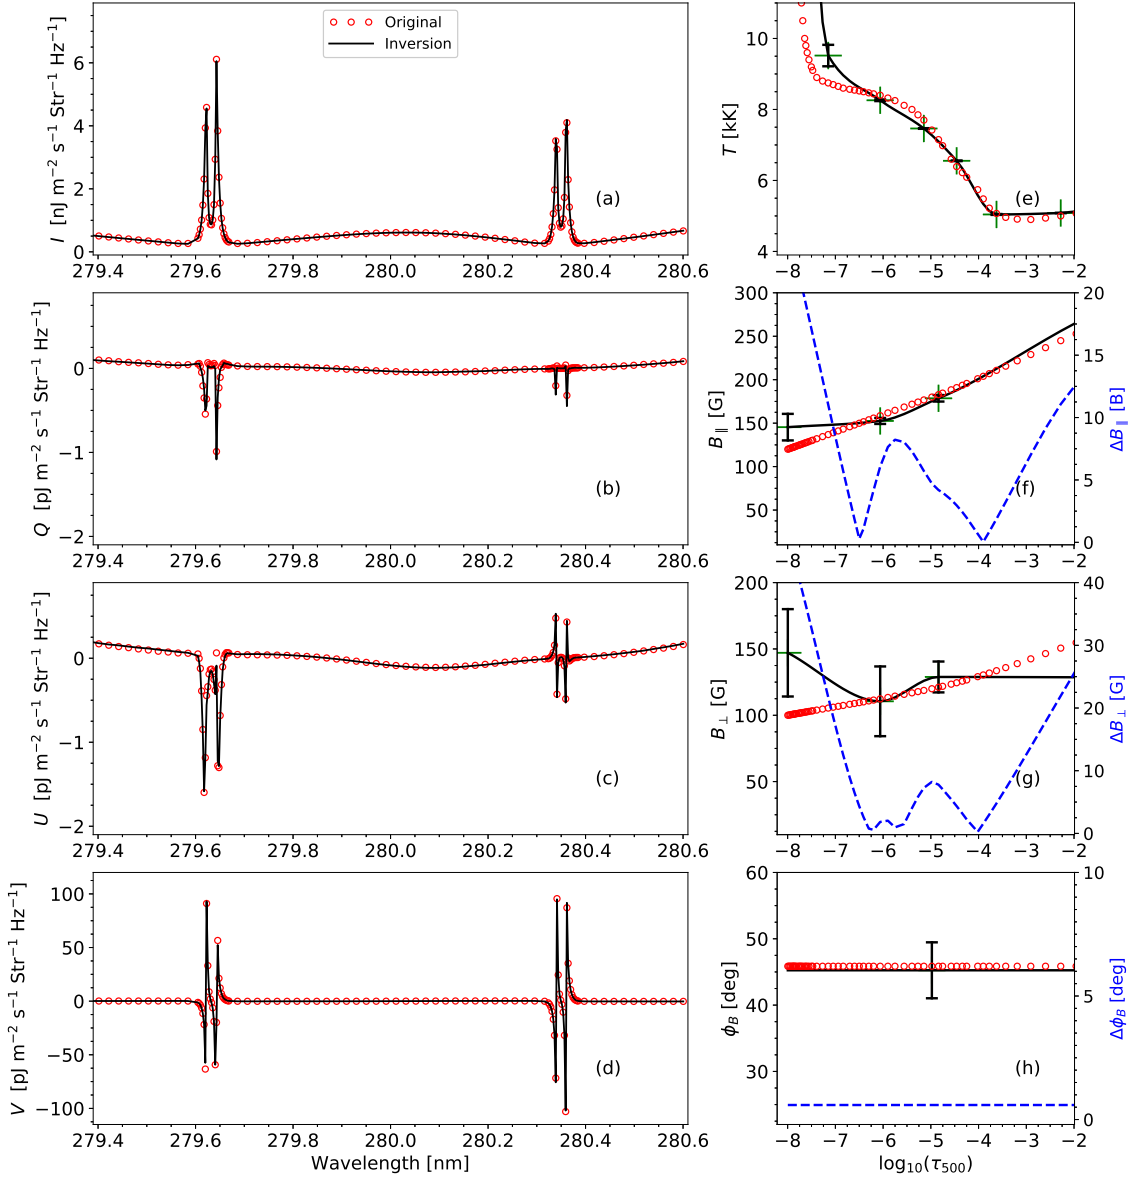 Original
Inversion
I [nJ m⁻² s⁻¹ Str⁻¹ Hz⁻¹]
6
4
2
0
(a)
279.4 279.6 279.8 280.0 280.2 280.4 280.6
T [kK]
10
8
6
4
(e)
−8 −7 −6 −5 −4 −3 −2
Q [pJ m⁻² s⁻¹ Str⁻¹ Hz⁻¹]
0
−1
−2
(b)
279.4 279.6 279.8 280.0 280.2 280.4 280.6
B∥ [G]
300
250
200
150
100
50
(f)
20
15
10
5
0
ΔB∥ [B]
−8 −7 −6 −5 −4 −3 −2
U [pJ m⁻² s⁻¹ Str⁻¹ Hz⁻¹]
0
−1
−2
(c)
279.4 279.6 279.8 280.0 280.2 280.4 280.6
B⊥ [G]
200
150
100
50
(g)
40
30
20
10
0
ΔB⊥ [G]
−8 −7 −6 −5 −4 −3 −2
V [pJ m⁻² s⁻¹ Str⁻¹ Hz⁻¹]
100
50
0
−50
−100
(d)
279.4 279.6 279.8 280.0 280.2 280.4 280.6
Wavelength [nm]
ϕB [deg]
60
50
40
30
(h)
10
5
0
ΔϕB [deg]
−8 −7 −6 −5 −4 −3 −2
log₁₀(τ₅₀₀)